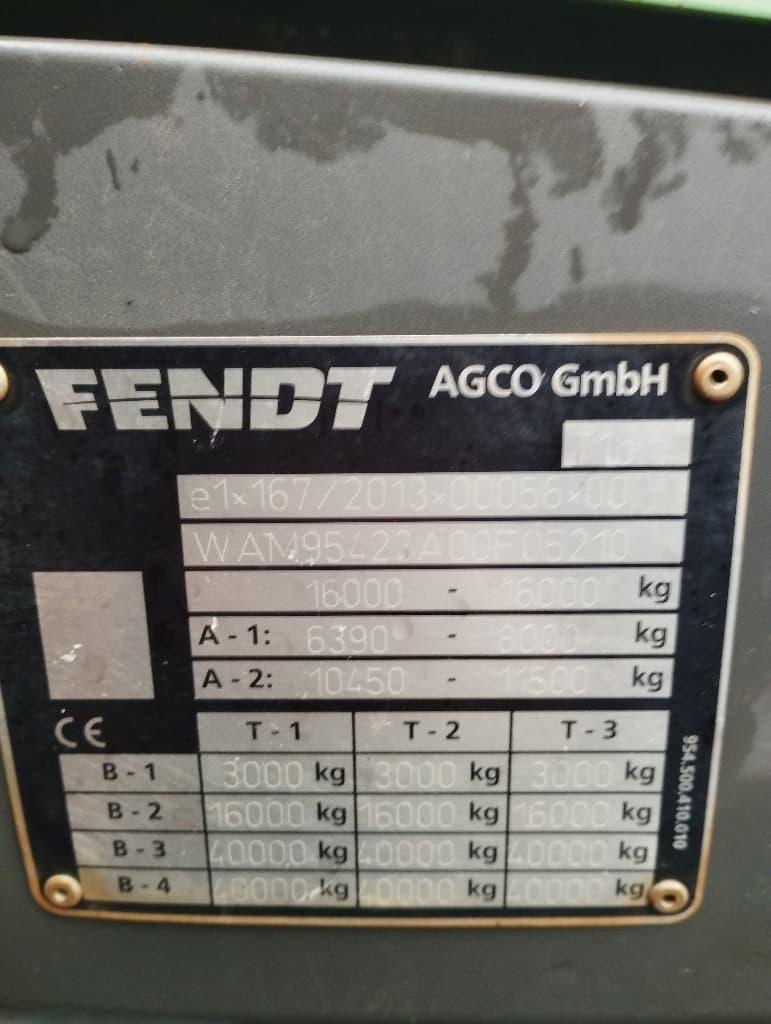 FENDT AGCO GmbH
e1*167/2013*00056*00
WAM95423A00F05210
16000 - 16000 kg
A - 1: 6390 - 8000 kg
A - 2: 10450 - 11500 kg
CE T - 1 T - 2 T - 3
B - 1 3000 kg 3000 kg 3000 kg
B - 2 16000 kg 16000 kg 16000 kg
B - 3 40000 kg 40000 kg 40000 kg
B - 4 40000 kg 40000 kg 40000 kg
954.500.410.010